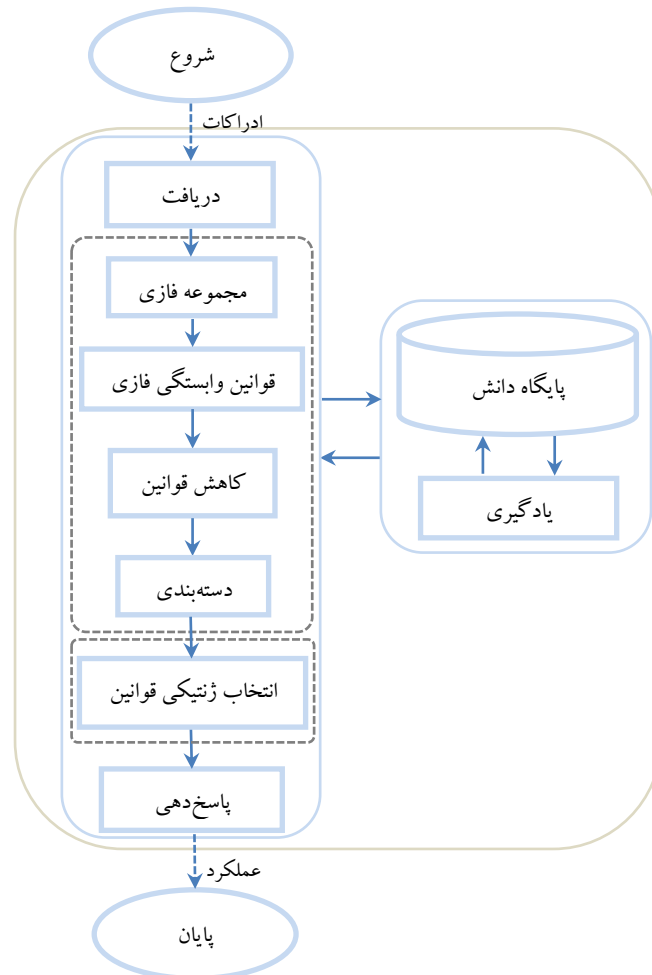 شروع
ادراکات
دریافت
مجموعه فازی
قوانین وابستگی فازی
کاهش قوانین
دسته‌بندی
انتخاب ژنتیکی قوانین
پاسخ‌دهی
عملکرد
پایان
پایگاه دانش
یادگیری